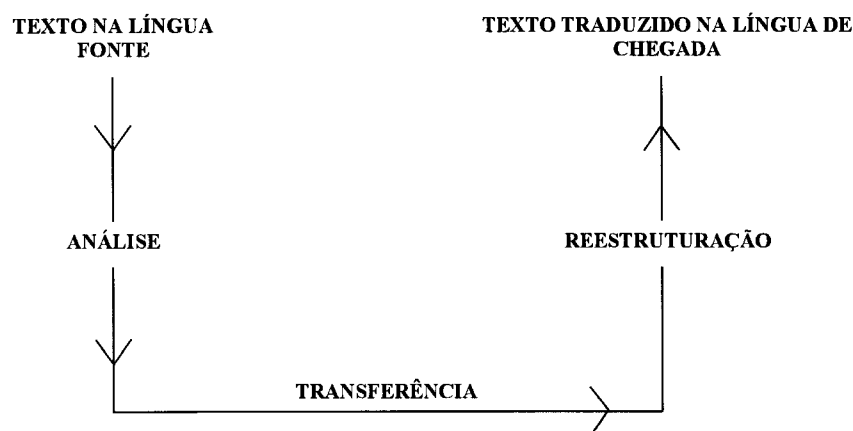 TEXTO NA LÍNGUA
FONTE
TEXTO TRADUZIDO NA LÍNGUA DE
CHEGADA
ANÁLISE
REESTRUTURAÇÃO
TRANSFERÊNCIA